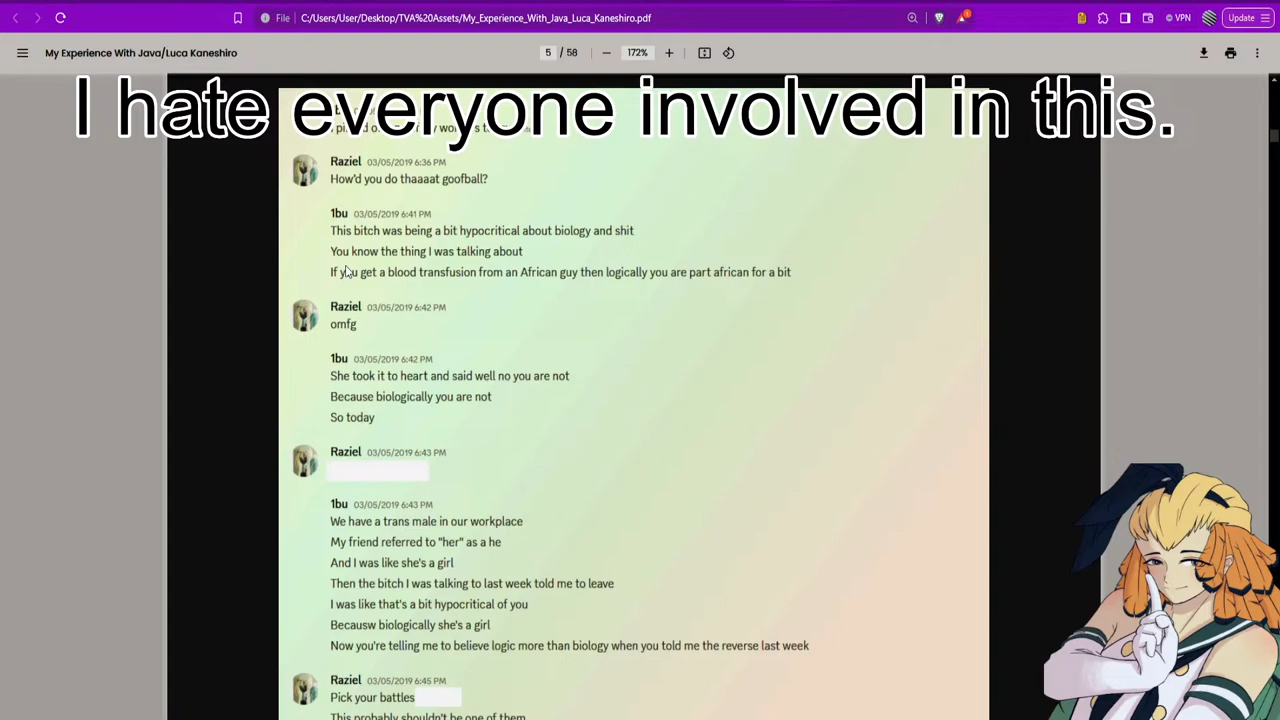 File C:/Users/User/Desktop/TVA%20Assets/My_Experience_With_Java_Luca_Kaneshiro.pdf VPN Update
My Experience With Java/Luca Kaneshiro 5 / 58 172%
I hate everyone involved in this.
Raziel 03/05/2019 6:36 PM
How'd you do thaaaat goofball?
1bu 03/05/2019 6:41 PM
This bitch was being a bit hypocritical about biology and shit
You know the thing I was talking about
If you get a blood transfusion from an African guy then logically you are part african for a bit
Raziel 03/05/2019 6:42 PM
omfg
1bu 03/05/2019 6:42 PM
She took it to heart and said well no you are not
Because biologically you are not
So today
Raziel 03/05/2019 6:43 PM
1bu 03/05/2019 6:43 PM
We have a trans male in our workplace
My friend referred to "her" as a he
And I was like she's a girl
Then the bitch I was talking to last week told me to leave
I was like that's a bit hypocritical of you
Becausw biologically she's a girl
Now you're telling me to believe logic more than biology when you told me the reverse last week
Raziel 03/05/2019 6:45 PM
Pick your battles
This probably shouldn't be one of them